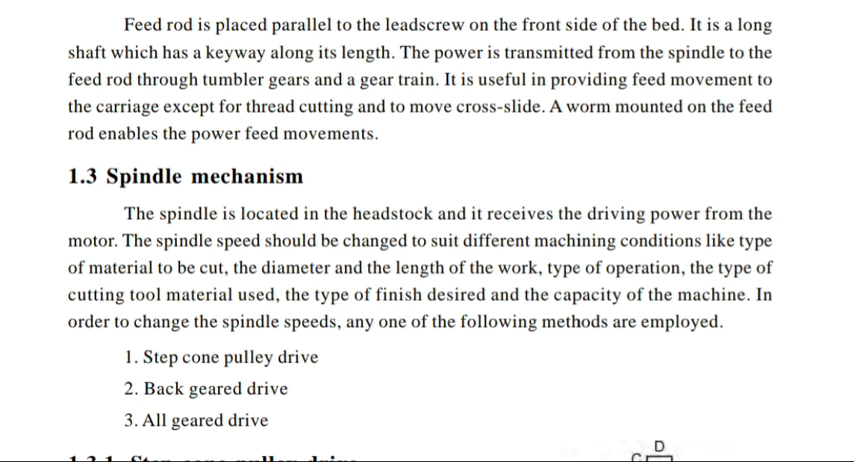 Feed rod is placed parallel to the leadscrew on the front side of the bed. It is a long
shaft which has a keyway along its length. The power is transmitted from the spindle to the
feed rod through tumbler gears and a gear train. It is useful in providing feed movement to
the carriage except for thread cutting and to move cross-slide. A worm mounted on the feed
rod enables the power feed movements.
1.3 Spindle mechanism
The spindle is located in the headstock and it receives the driving power from the
motor. The spindle speed should be changed to suit different machining conditions like type
of material to be cut, the diameter and the length of the work, type of operation, the type of
cutting tool material used, the type of finish desired and the capacity of the machine. In
order to change the spindle speeds, any one of the following methods are employed.
1. Step cone pulley drive
2. Back geared drive
3. All geared drive
D